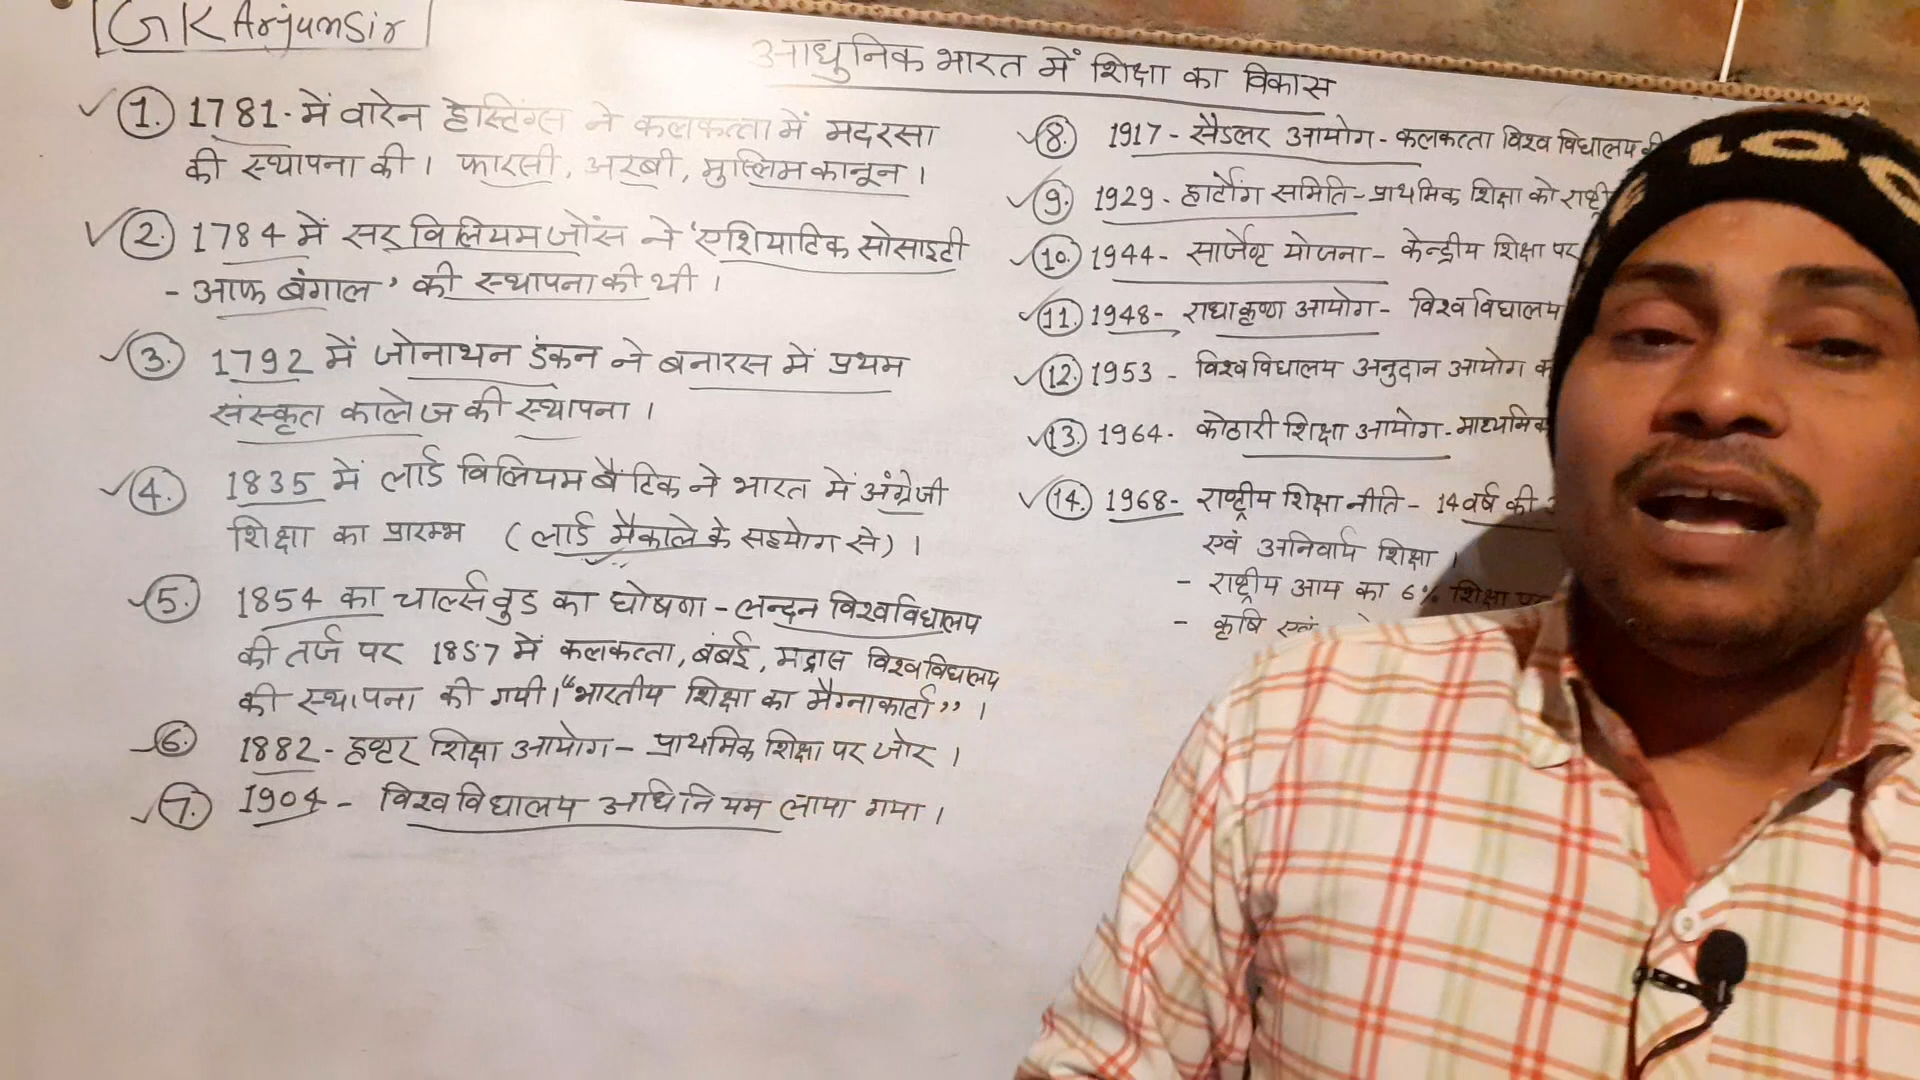 GK Arjun Sir
आधुनिक भारत में शिक्षा का विकास
1. 1781. में वारेन हेस्टिंग्स ने कलकत्ता में मदरसा
की स्थापना की। फारसी, अरबी, मुस्लिम कानून।
2. 1784 में सर विलियम जोंस ने 'एशियाटिक सोसाइटी
- आफ बंगाल' की स्थापना की थी।
3. 1792 में जोनाथन डंकन ने बनारस में प्रथम
संस्कृत कालेज की स्थापना।
4. 1835 में लार्ड विलियम बैंटिक ने भारत में अंग्रेजी
शिक्षा का प्रारम्भ (लार्ड मैकाले के सहयोग से)।
5. 1854 का चार्ल्स वुड का घोषणा - लन्दन विश्वविद्यालय
की तर्ज पर 1857 में कलकत्ता, बंबई, मद्रास विश्वविद्यालय
की स्थापना की गयी। "भारतीय शिक्षा का मैग्नाकार्टा"।
6. 1882 - हण्टर शिक्षा आयोग - प्राथमिक शिक्षा पर जोर।
7. 1904 - विश्वविद्यालय अधिनियम लाया गया।
8. 1917 - सैडलर आयोग - कलकत्ता विश्वविद्यालय
9. 1929 - हार्टोग समिति - प्राथमिक शिक्षा को
10. 1944 - सार्जेण्ट योजना - केन्द्रीय शिक्षा पर
11. 1948 - राधाकृष्ण आयोग - विश्वविद्यालय
12. 1953 - विश्वविद्यालय अनुदान आयोग
13. 1964 - कोठारी शिक्षा आयोग - माध्यमिक
14. 1968 - राष्ट्रीय शिक्षा नीति - 14 वर्ष की
एवं अनिवार्य शिक्षा।
- राष्ट्रीय आय का 6% शिक्षा पर
- कृषि एवं